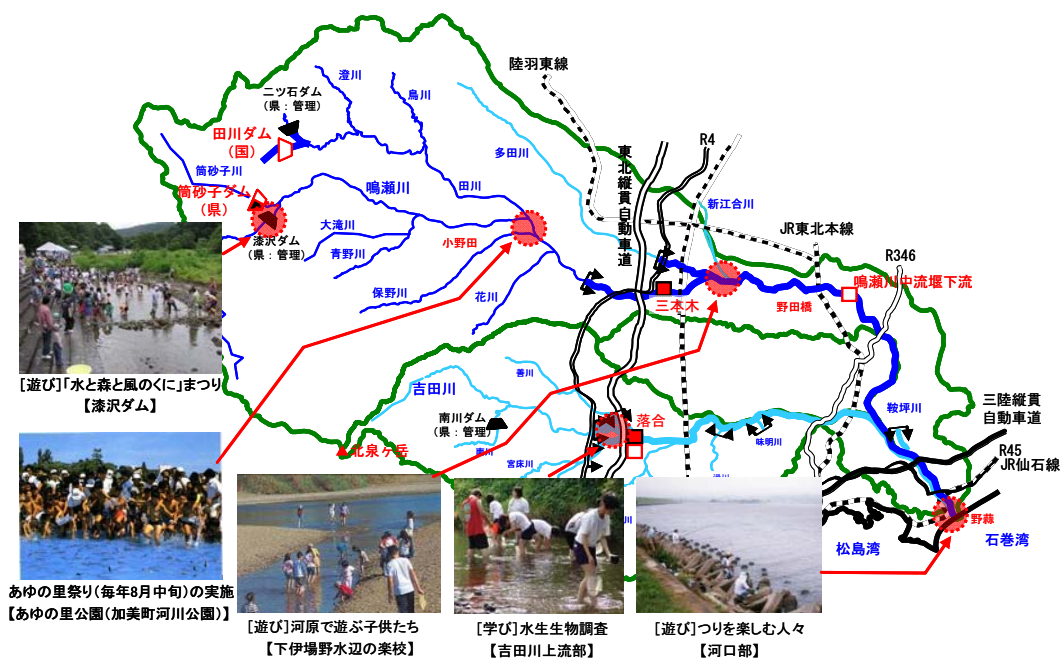 陸羽東線
澄川
二ツ石ダム
(県:管理)
鳥川
R4
田川ダム
(国)
多田川
東北縦貫自動車道
筒砂子川
筒砂子ダム
(県)
鳴瀬川
田川
新江合川
JR東北本線
大滝川
小野田
漆沢ダム
(県:管理)
青野川
R346
鳴瀬川中流堰下流
保野川
花川
三本木
野田橋
[遊び]「水と森と風のくに」まつり
【漆沢ダム】
吉田川
善川
南川ダム
(県:管理)
落合
鞍坪川
三陸縦貫
自動車道
味明川
北泉ヶ岳
南川
宮床川
R45
JR仙石線
野蒜
松島湾
石巻湾
あゆの里祭り(毎年8月中旬)の実施
【あゆの里公園(加美町河川公園)】
[遊び]河原で遊ぶ子供たち
【下伊場野水辺の楽校】
[学び]水生生物調査
【吉田川上流部】
[遊び]つりを楽しむ人々
【河口部】